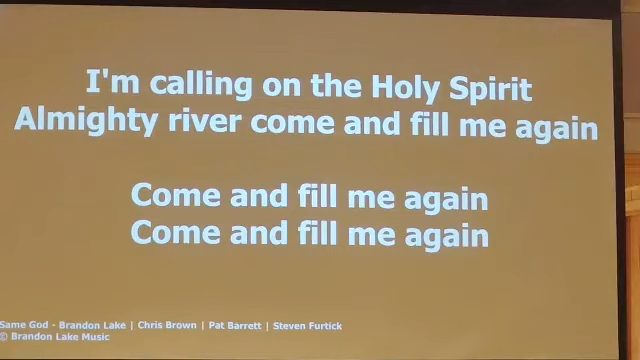 I'm calling on the Holy Spirit
Almighty river come and fill me again
Come and fill me again
Come and fill me again
Same God - Brandon Lake | Chris Brown | Pat Barrett | Steven Furtick
© Brandon Lake Music